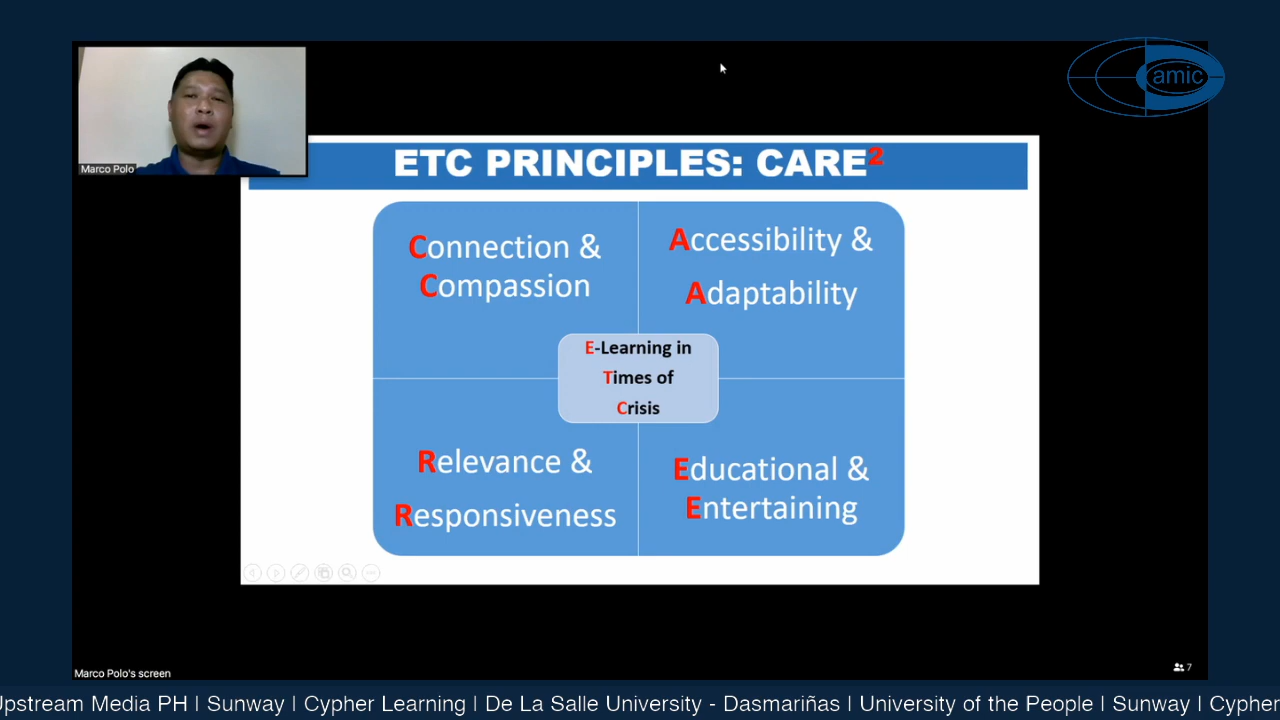 amic
Marco Polo
ETC PRINCIPLES: CARE²
Connection &
Compassion
Accessibility &
Adaptability
E-Learning in
Times of
Crisis
Relevance &
Responsiveness
Educational &
Entertaining
Marco Polo's screen
7
Upstream Media PH | Sunway | Cypher Learning | De La Salle University - Dasmariñas | University of the People | Sunway | Cypher